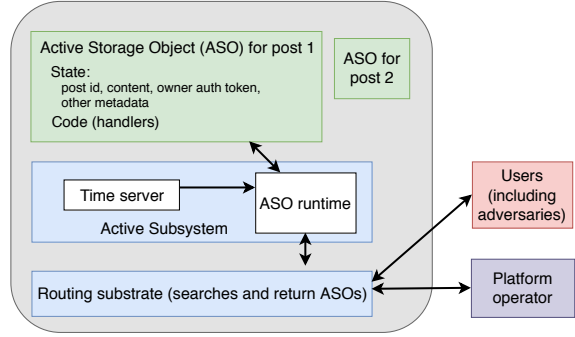 Active Storage Object (ASO) for post 1
State:
post id, content, owner auth token,
other metadata
Code (handlers)
ASO for
post 2
Time server
ASO runtime
Active Subsystem
Routing substrate (searches and return ASOs)
Users
(including
adversaries)
Platform
operator